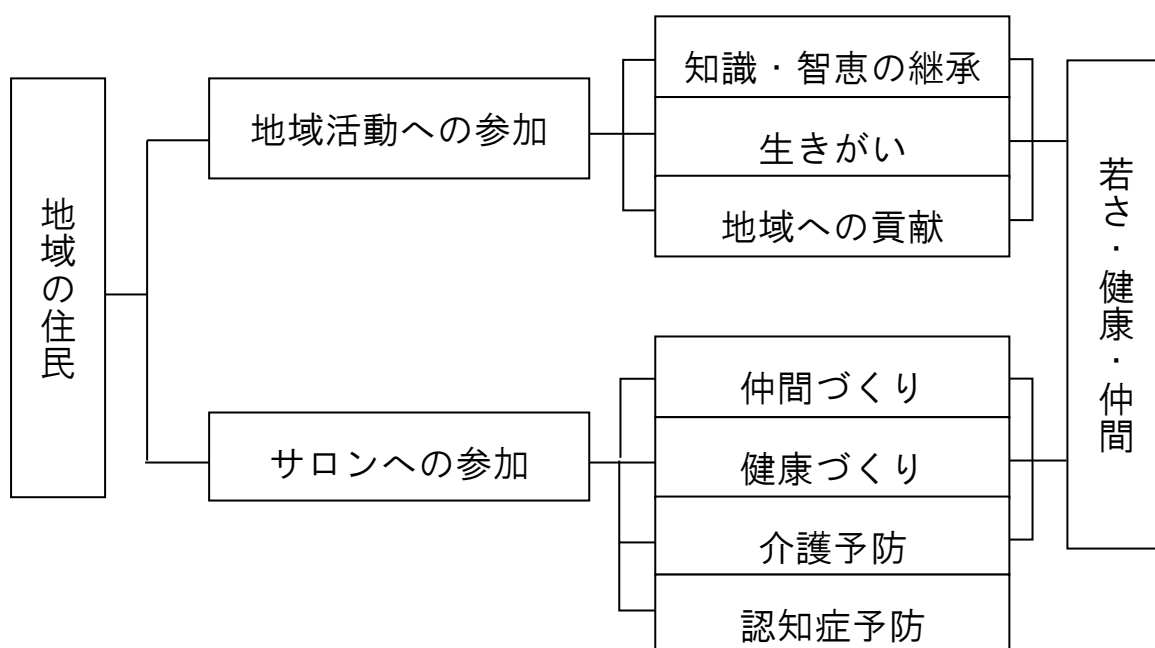 地域の住民
地域活動への参加
知識・智恵の継承
生きがい
地域への貢献
サロンへの参加
仲間づくり
健康づくり
介護予防
認知症予防
若さ・健康・仲間